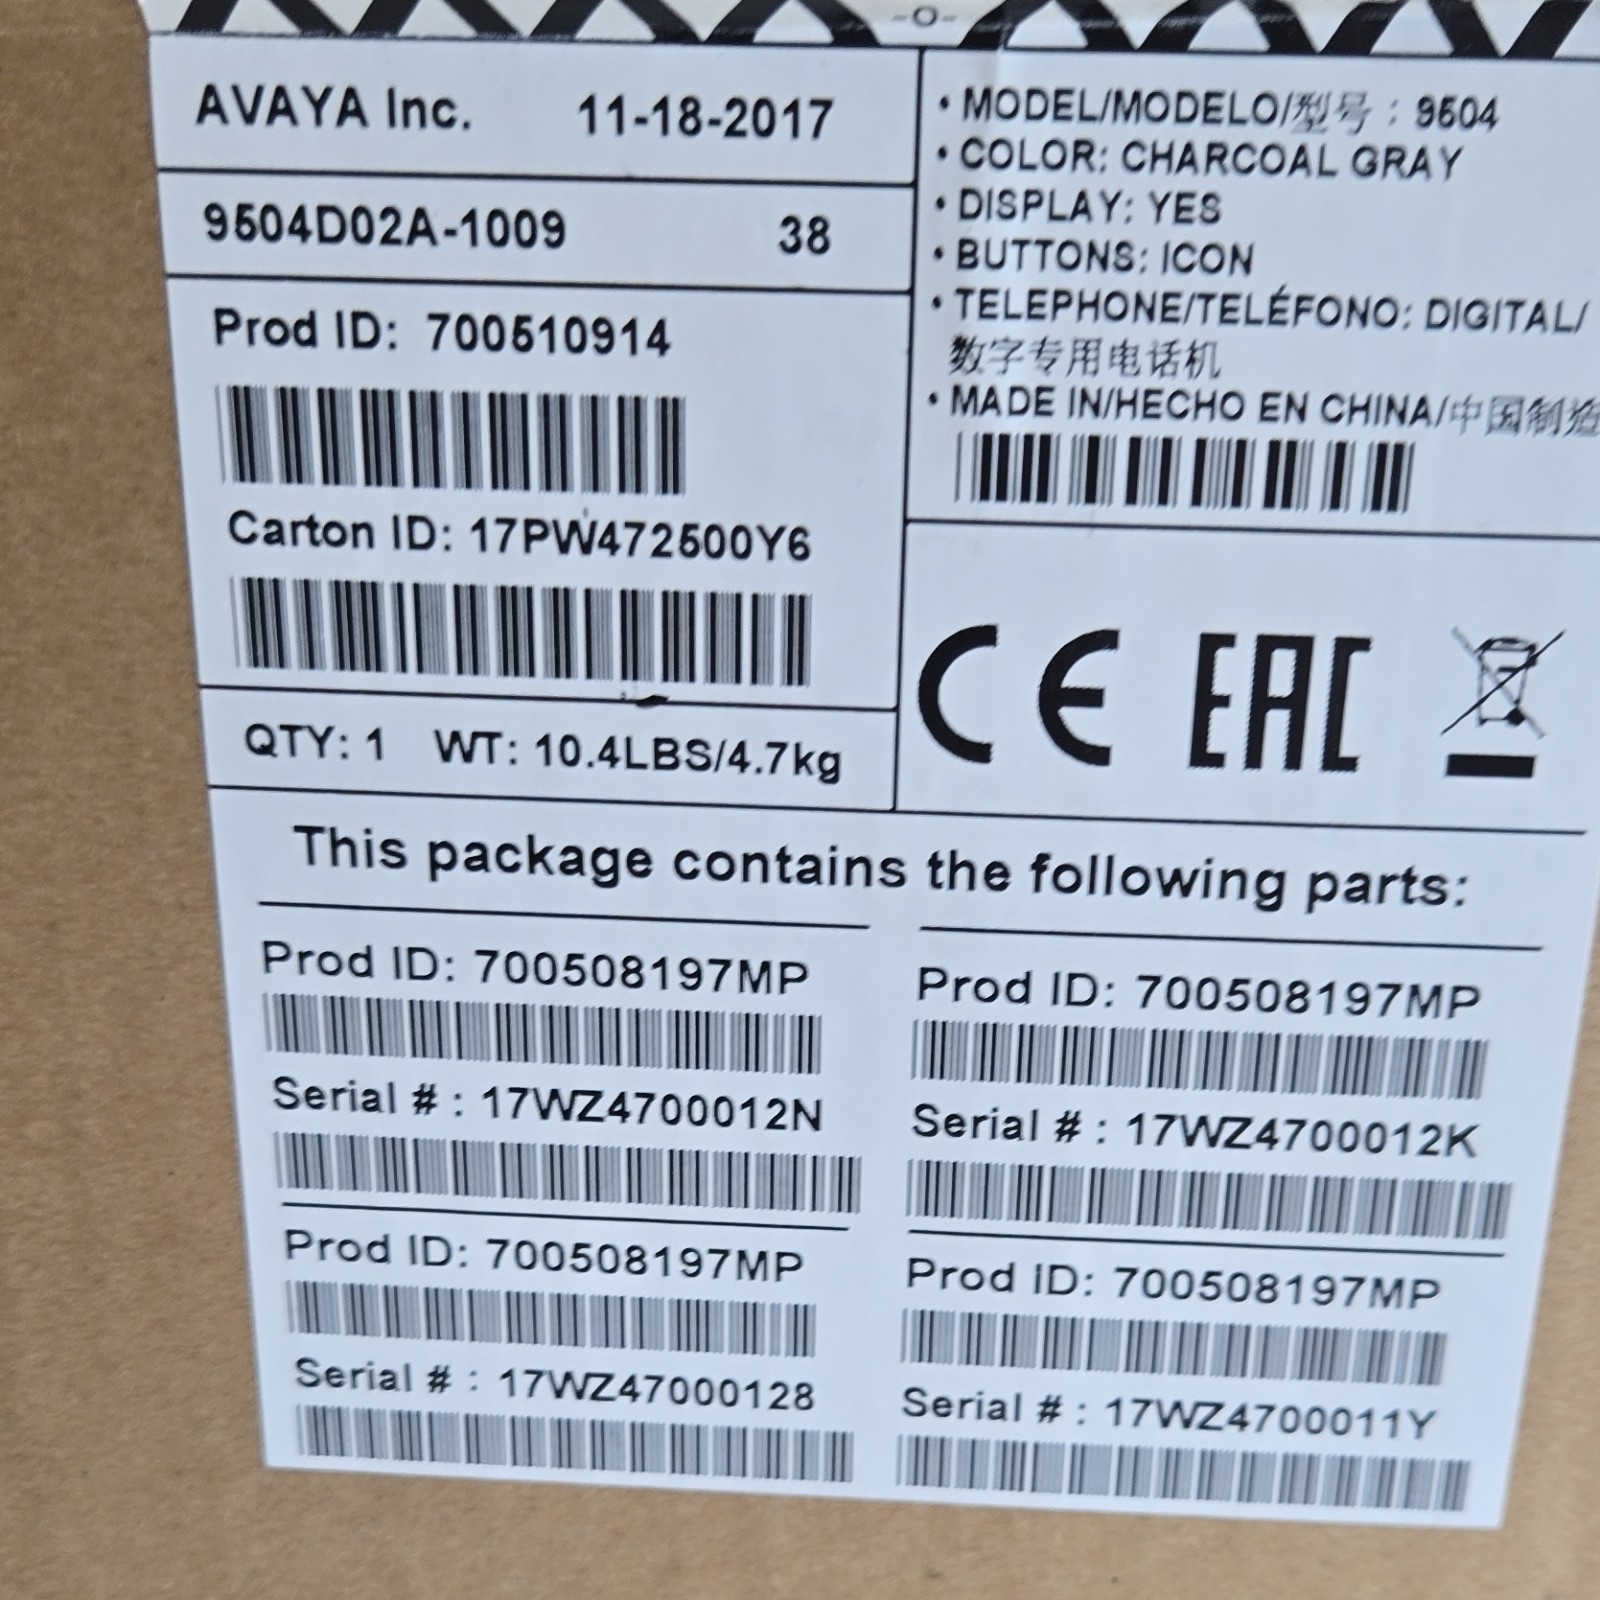 AVAYA Inc. 11-18-2017
9504D02A-1009 38
Prod ID: 700510914
Carton ID: 17PW472500Y6
QTY: 1 WT: 10.4LBS/4.7kg
• MODEL/MODELO/型号 : 9504
• COLOR: CHARCOAL GRAY
• DISPLAY: YES
• BUTTONS: ICON
• TELEPHONE/TELÉFONO: DIGITAL/
数字专用电话机
• MADE IN/HECHO EN CHINA/中国制造
CE EAC
This package contains the following parts:
Prod ID: 700508197MP
Serial # : 17WZ4700012N
Prod ID: 700508197MP
Serial # : 17WZ4700012K
Prod ID: 700508197MP
Serial # : 17WZ47000128
Prod ID: 700508197MP
Serial # : 17WZ4700011Y